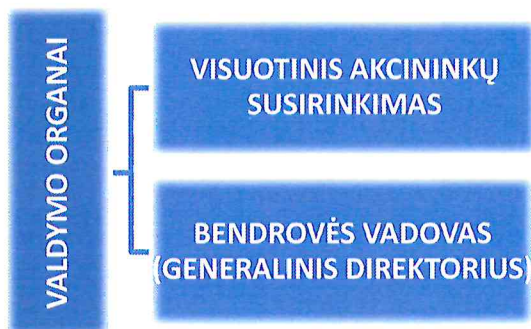 VALDYMO ORGANAI
VISUOTINIS AKCININKŲ
SUSIRINKIMAS
BENDROVĖS VADOVAS
(GENERALINIS DIREKTORIUS)